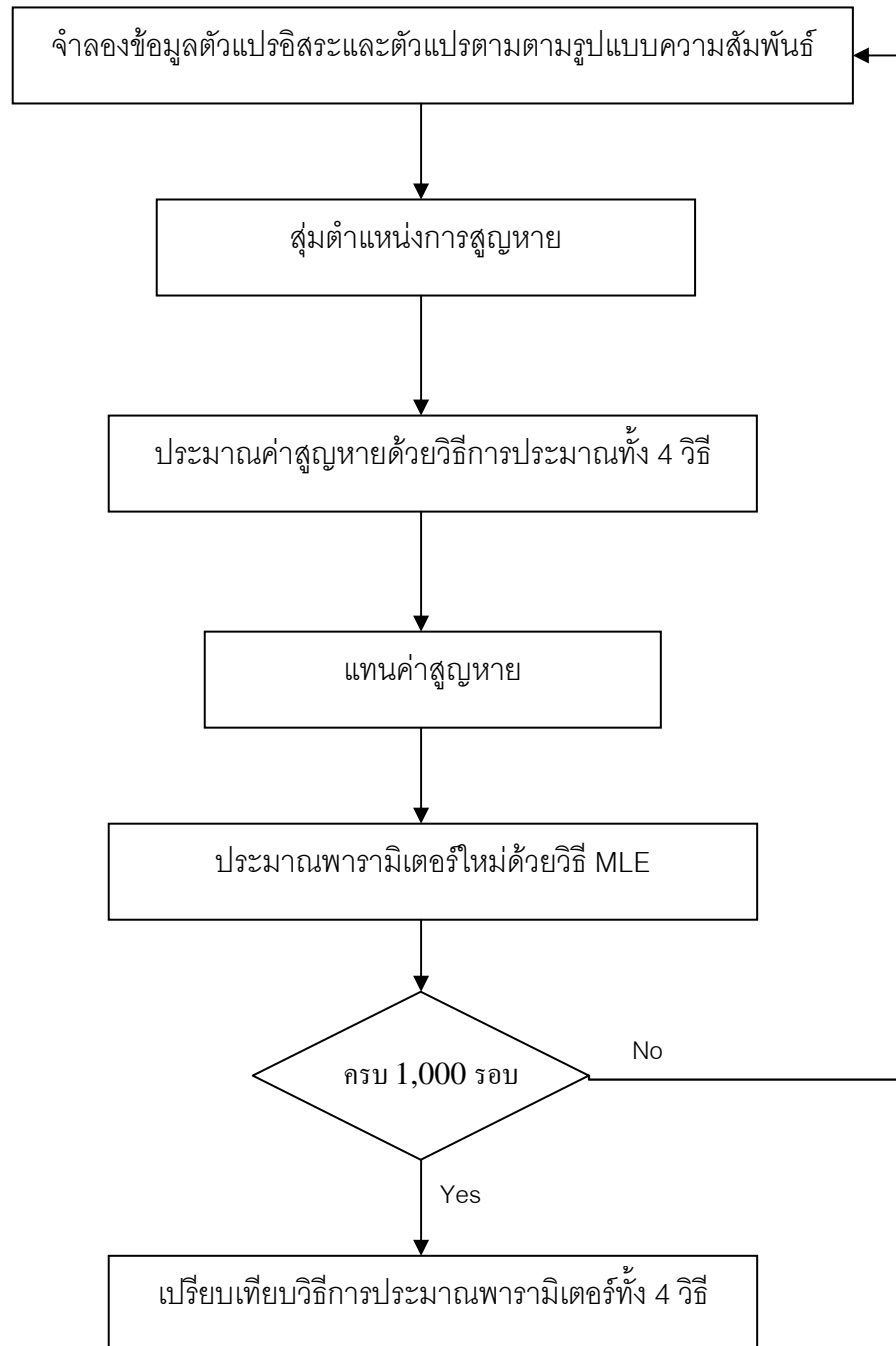 จำลองข้อมูลตัวแปรอิสระและตัวแปรตามตามรูปแบบความสัมพันธ์
สุ่มตำแหน่งการสูญหาย
ประมาณค่าสูญหายด้วยวิธีการประมาณทั้ง 4 วิธี
แทนค่าสูญหาย
ประมาณพารามิเตอร์ใหม่ด้วยวิธี MLE
ครบ 1,000 รอบ
No
Yes
เปรียบเทียบวิธีการประมาณพารามิเตอร์ทั้ง 4 วิธี